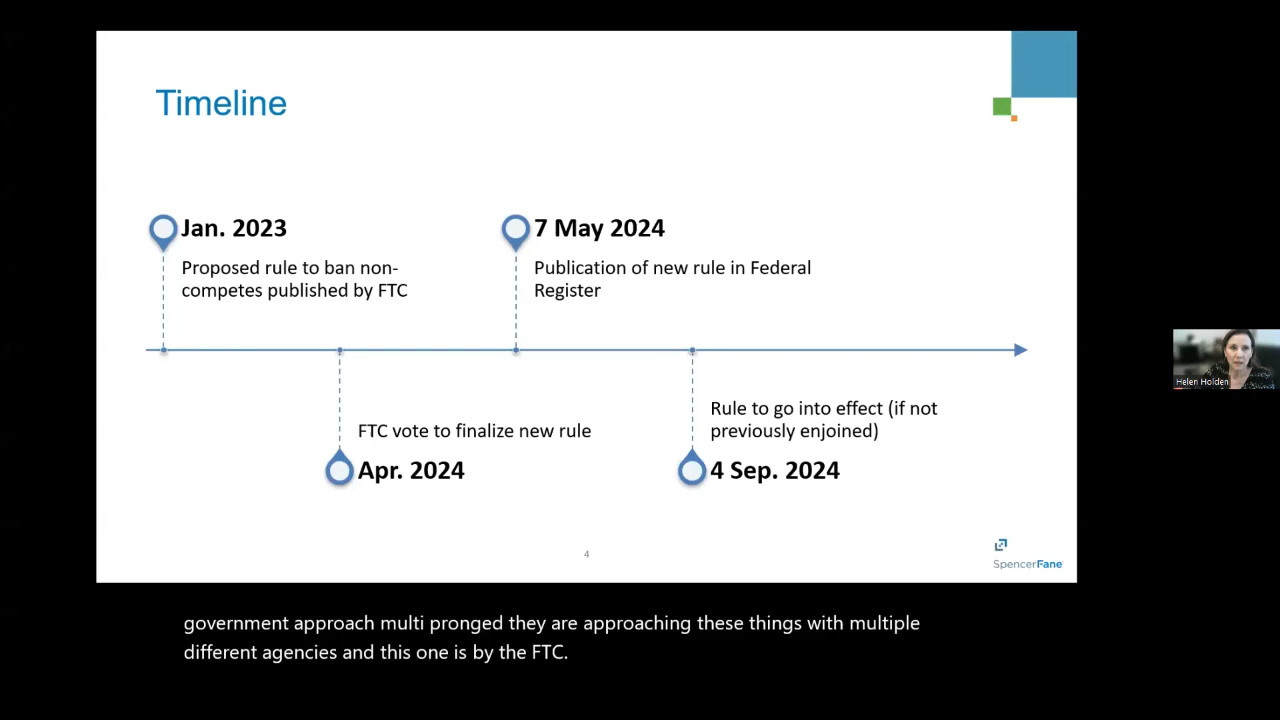 Timeline
Jan. 2023
Proposed rule to ban non-
competes published by FTC
7 May 2024
Publication of new rule in Federal
Register
FTC vote to finalize new rule
Apr. 2024
Rule to go into effect (if not
previously enjoined)
4 Sep. 2024
4
SpencerFane
Helen Holden
government approach multi pronged they are approaching these things with multiple
different agencies and this one is by the FTC.